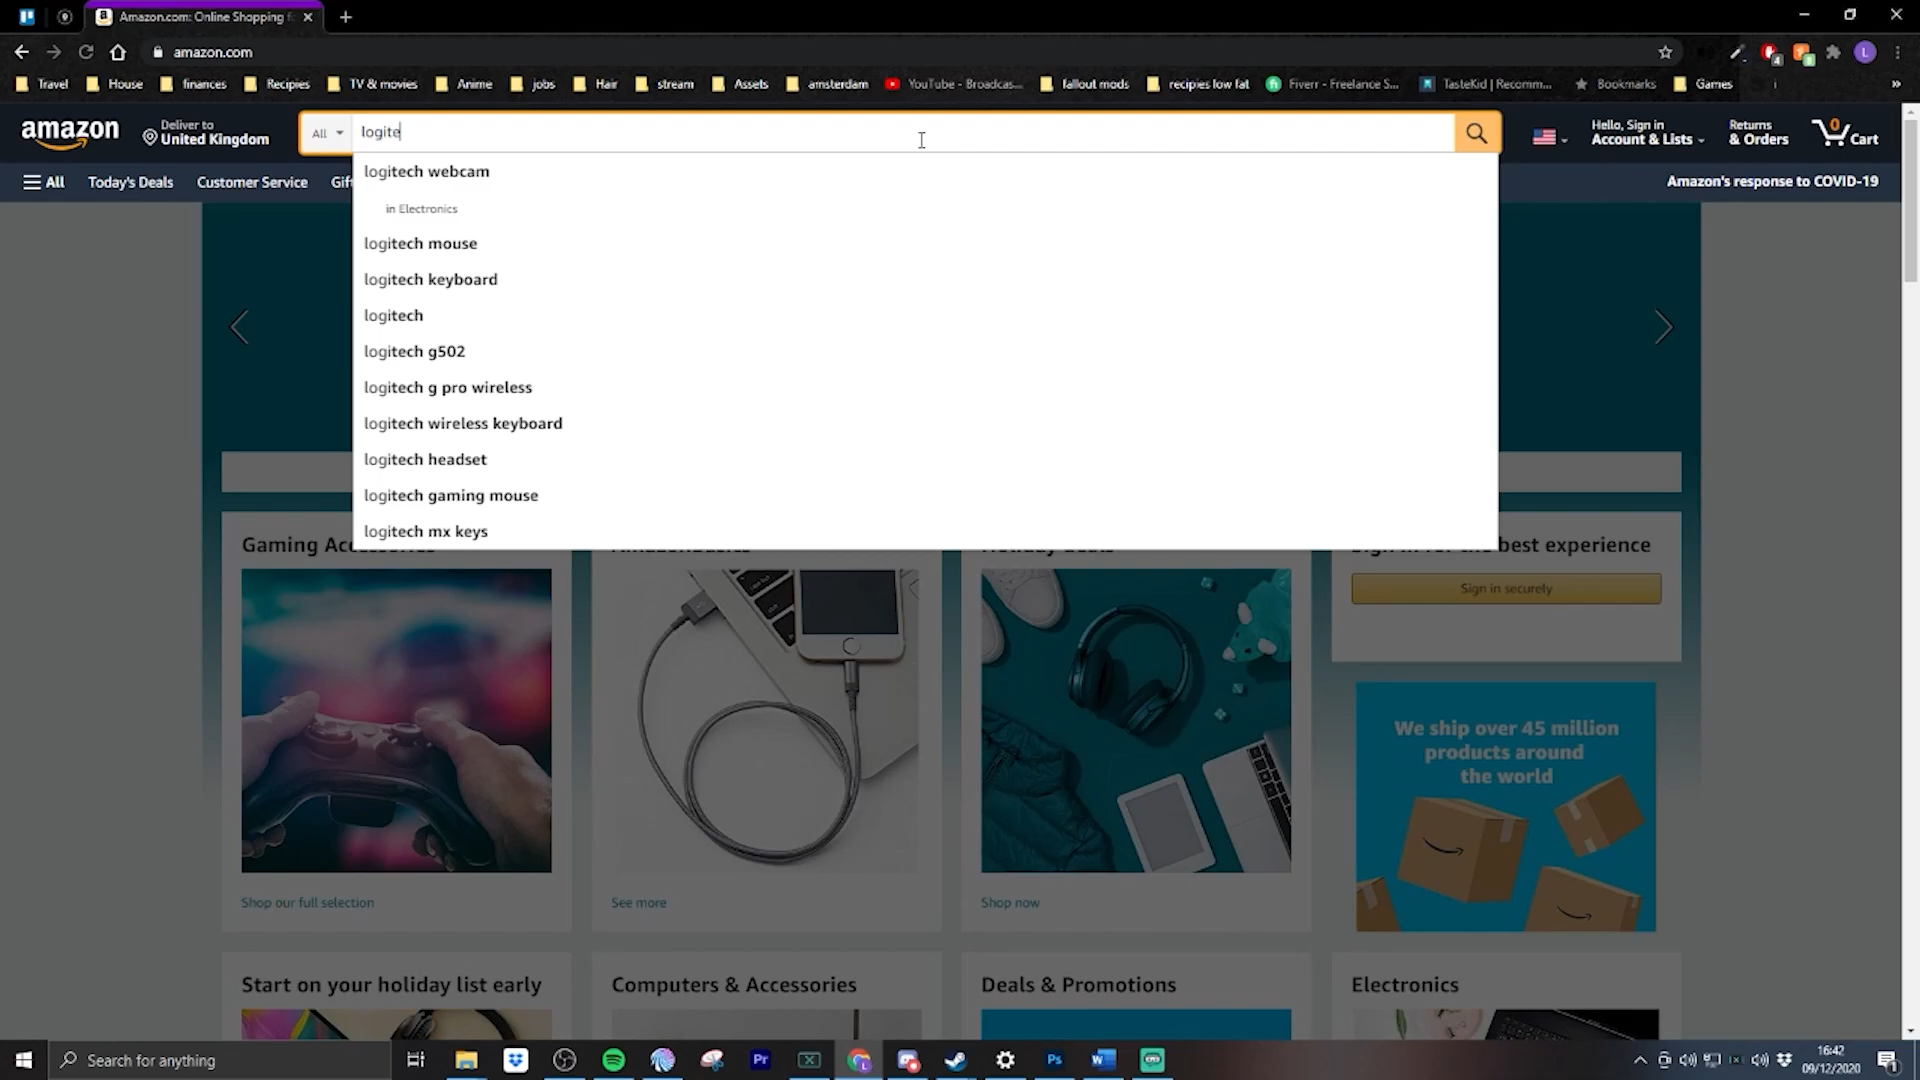 Amazon.com: Online Shopping f
amazon.com
Travel House finances Recipies TV & movies Anime jobs Hair stream Assets amsterdam YouTube - Broadcas... fallout mods recipies low fat Fiverr - Freelance S... TasteKid | Recomm... Bookmarks Games
amazon
Deliver to
United Kingdom
All
logite
Hello, Sign in
Account & Lists
Returns
& Orders
0
Cart
All Today's Deals Customer Service Gif
Amazon's response to COVID-19
logitech webcam
in Electronics
logitech mouse
logitech keyboard
logitech
logitech g502
logitech g pro wireless
logitech wireless keyboard
logitech headset
logitech gaming mouse
logitech mx keys
Gaming Acc
best experience
Sign in securely
We ship over 45 million
products around
the world
Shop our full selection
See more
Shop now
Start on your holiday list early
Computers & Accessories
Deals & Promotions
Electronics
Search for anything
16:42
09/12/2020